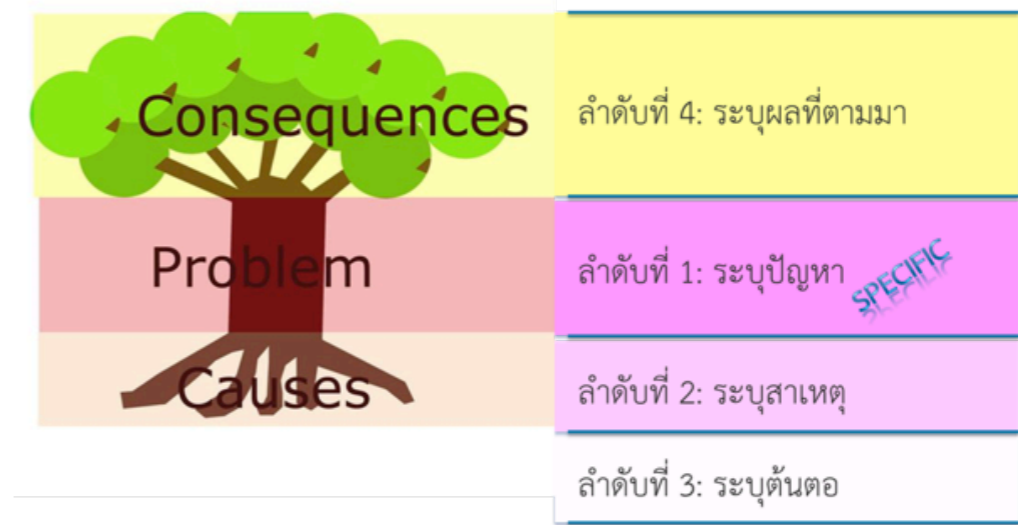 Consequences
ลำดับที่ 4: ระบุผลที่ตามมา
Problem
ลำดับที่ 1: ระบุปัญหา
SPECIFIC
Causes
ลำดับที่ 2: ระบุสาเหตุ
ลำดับที่ 3: ระบุต้นตอ